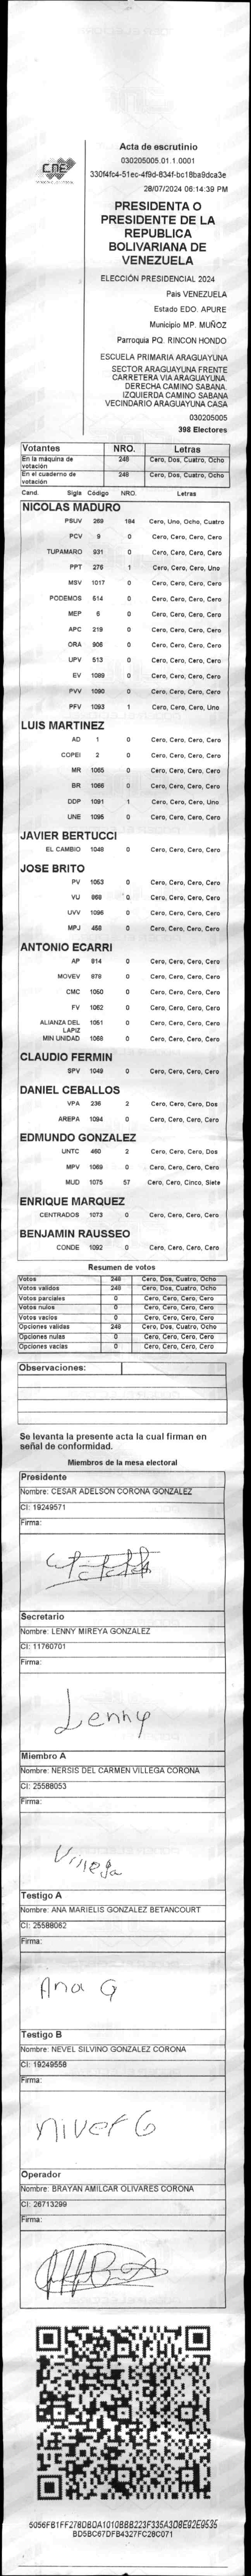 CNE
Acta de escrutinio
030205005.01.1.0001
330f4fc4-51ec-4f9d-834f-bc18ba9dca3e
28/07/2024 06:14:39 PM
PRESIDENTA O
PRESIDENTE DE LA
REPUBLICA
BOLIVARIANA DE
VENEZUELA
ELECCIÓN PRESIDENCIAL 2024
Pais VENEZUELA
Estado EDO. APURE
Municipio MP. MUÑOZ
Parroquia PQ. RINCON HONDO
ESCUELA PRIMARIA ARAGUAYUNA
SECTOR ARAGUAYUNA FRENTE
CARRETERA VIA ARAGUAYUNA.
DERECHA CAMINO SABANA.
IZQUIERDA CAMINO SABANA
VECINDARIO ARAGUAYUNA CASA
030205005
398 Electores
Votantes NRO. Letras
En la máquina de votación 248 Cero, Dos, Cuatro, Ocho
En el cuaderno de votación 248 Cero, Dos, Cuatro, Ocho
Cand. Sigla Código NRO. Letras
NICOLAS MADURO
PSUV 269 184 Cero, Uno, Ocho, Cuatro
PCV 9 0 Cero, Cero, Cero, Cero
TUPAMARO 931 0 Cero, Cero, Cero, Cero
PPT 276 1 Cero, Cero, Cero, Uno
MSV 1017 0 Cero, Cero, Cero, Cero
PODEMOS 514 0 Cero, Cero, Cero, Cero
MEP 6 0 Cero, Cero, Cero, Cero
APC 219 0 Cero, Cero, Cero, Cero
ORA 906 0 Cero, Cero, Cero, Cero
UPV 513 0 Cero, Cero, Cero, Cero
EV 1089 0 Cero, Cero, Cero, Cero
PVV 1090 0 Cero, Cero, Cero, Cero
PFV 1093 1 Cero, Cero, Cero, Uno
LUIS MARTINEZ
AD 1 0 Cero, Cero, Cero, Cero
COPEI 2 0 Cero, Cero, Cero, Cero
MR 1065 0 Cero, Cero, Cero, Cero
BR 1066 0 Cero, Cero, Cero, Cero
DDP 1091 1 Cero, Cero, Cero, Uno
UNE 1095 0 Cero, Cero, Cero, Cero
JAVIER BERTUCCI
EL CAMBIO 1048 0 Cero, Cero, Cero, Cero
JOSE BRITO
PV 1053 0 Cero, Cero, Cero, Cero
VU 868 0 Cero, Cero, Cero, Cero
UVV 1096 0 Cero, Cero, Cero, Cero
MPJ 458 0 Cero, Cero, Cero, Cero
ANTONIO ECARRI
AP 814 0 Cero, Cero, Cero, Cero
MOVEV 979 0 Cero, Cero, Cero, Cero
CMC 1050 0 Cero, Cero, Cero, Cero
FV 1062 0 Cero, Cero, Cero, Cero
ALIANZA DEL LAPIZ 1051 0 Cero, Cero, Cero, Cero
MIN UNIDAD 1068 0 Cero, Cero, Cero, Cero
CLAUDIO FERMIN
SPV 1049 0 Cero, Cero, Cero, Cero
DANIEL CEBALLOS
VPA 236 2 Cero, Cero, Cero, Dos
AREPA 1094 0 Cero, Cero, Cero, Cero
EDMUNDO GONZALEZ
UNTC 460 2 Cero, Cero, Cero, Dos
MPV 1069 0 Cero, Cero, Cero, Cero
MUD 1075 57 Cero, Cero, Cinco, Siete
ENRIQUE MARQUEZ
CENTRADOS 1073 0 Cero, Cero, Cero, Cero
BENJAMIN RAUSSEO
CONDE 1092 0 Cero, Cero, Cero, Cero
Resumen de votos
Votos 248 Cero, Dos, Cuatro, Ocho
Votos validos 248 Cero, Dos, Cuatro, Ocho
Votos parciales 0 Cero, Cero, Cero, Cero
Votos nulos 0 Cero, Cero, Cero, Cero
Votos vacios 0 Cero, Cero, Cero, Cero
Opciones validas 248 Cero, Dos, Cuatro, Ocho
Opciones nulas 0 Cero, Cero, Cero, Cero
Opciones vacias 0 Cero, Cero, Cero, Cero
Observaciones:
Se levanta la presente acta la cual firman en
señal de conformidad.
Miembros de la mesa electoral
Presidente
Nombre: CESAR ADELSON CORONA GONZALEZ
CI: 19249571
Firma:
Secretario
Nombre: LENNY MIREYA GONZALEZ
CI: 11760701
Firma:
Lenny
Miembro A
Nombre: NERSIS DEL CARMEN VILLEGA CORONA
CI: 25588053
Firma:
Villega
Testigo A
Nombre: ANA MARIELIS GONZALEZ BETANCOURT
CI: 25588062
Firma:
Ana G
Testigo B
Nombre: NEVEL SILVINO GONZALEZ CORONA
CI: 19249558
Firma:
niver G
Operador
Nombre: BRAYAN AMILCAR OLIVARES CORONA
CI: 26713299
Firma:
5056FB1FF278D8DA1010BBB223F335A3D8E92E9535
BD5BC67DFB4327FC28C071